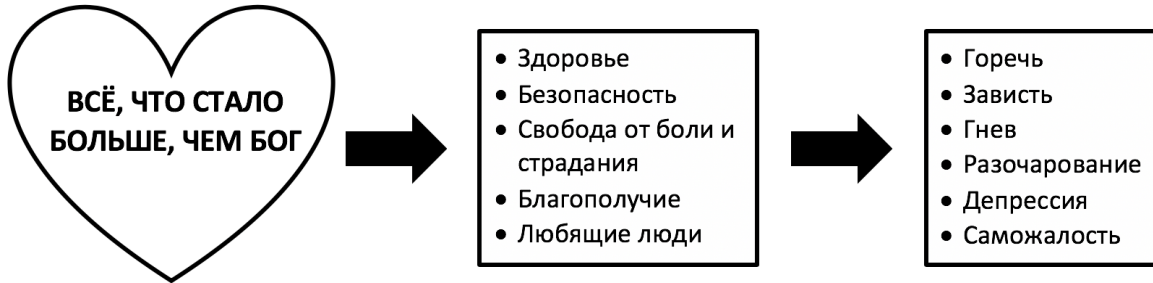 ВСЁ, ЧТО СТАЛО
БОЛЬШЕ, ЧЕМ БОГ
• Здоровье
• Безопасность
• Свобода от боли и
страдания
• Благополучие
• Любящие люди
• Горечь
• Зависть
• Гнев
• Разочарование
• Депрессия
• Саможалость